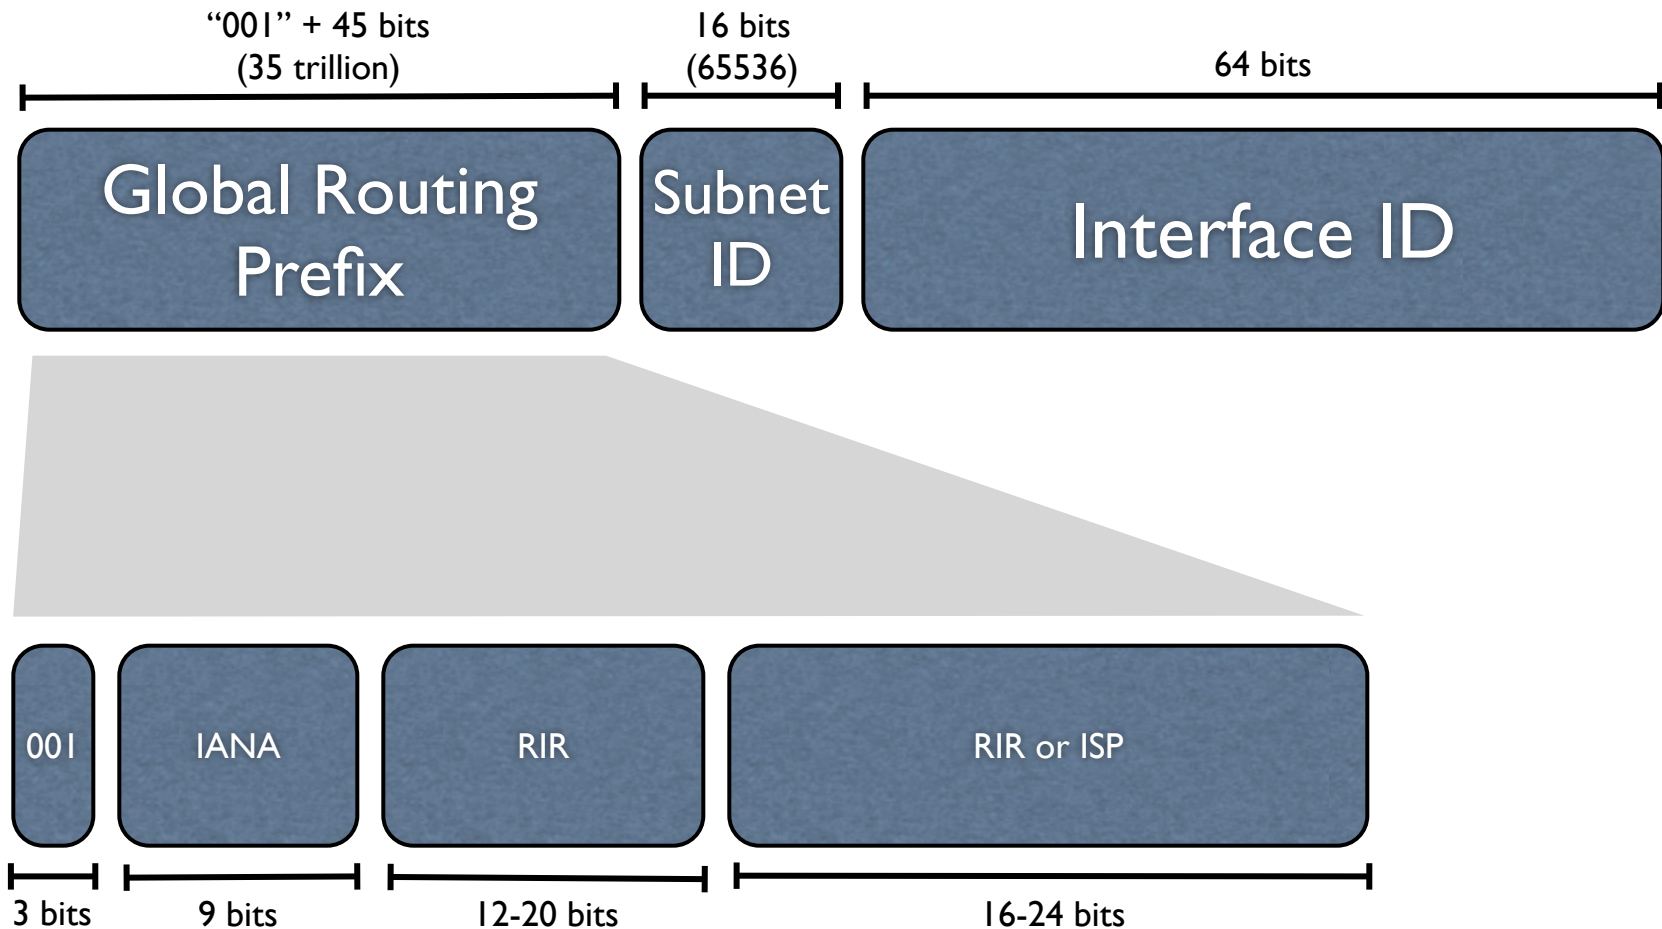 “001” + 45 bits
(35 trillion)
16 bits
(65536)
64 bits
Global Routing
Prefix
Subnet
ID
Interface ID
001
IANA
RIR
RIR or ISP
3 bits
9 bits
12-20 bits
16-24 bits